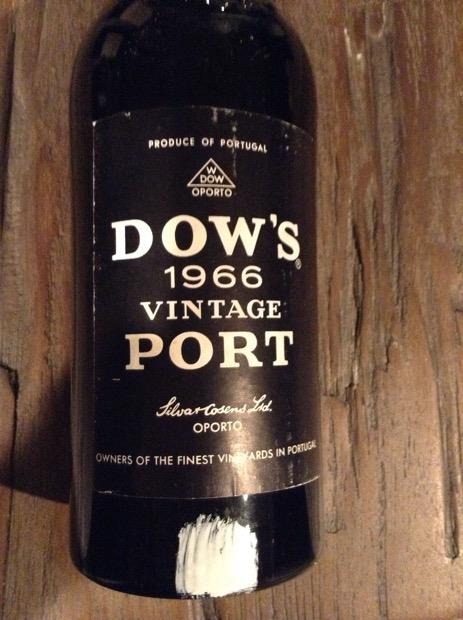 PRODUCE OF PORTUGAL
W
DOW
OPORTO
DOW'S®
1966
VINTAGE
PORT
Silva & Cosens Ltd.
OPORTO
OWNERS OF THE FINEST VINEYARDS IN PORTUGAL